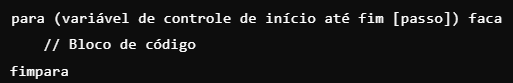 para (variável de controle de início até fim [passo]) faca
// Bloco de código
fimpara